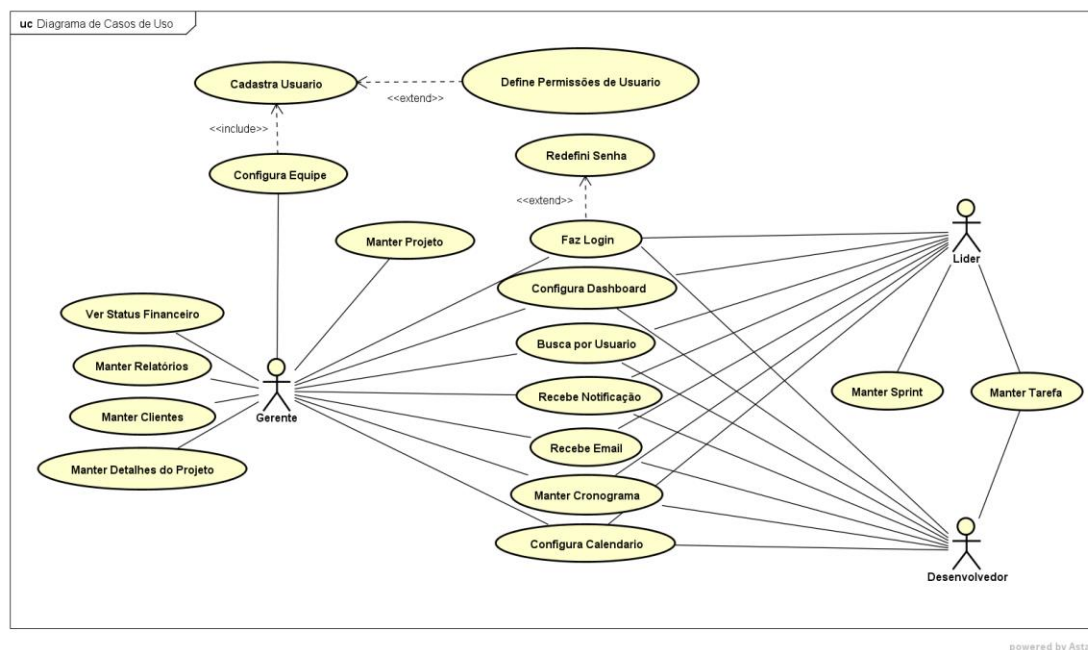 uc Diagrama de Casos de Uso
Cadastra Usuario
Define Permissões de Usuario
<<extend>>
<<include>>
Configura Equipe
Redefini Senha
<<extend>>
Manter Projeto
Faz Login
Lider
Configura Dashboard
Ver Status Financeiro
Busca por Usuario
Manter Relatórios
Manter Sprint
Manter Tarefa
Recebe Notificação
Manter Clientes
Gerente
Recebe Email
Manter Detalhes do Projeto
Manter Cronograma
Configura Calendario
Desenvolvedor
powered by Asta